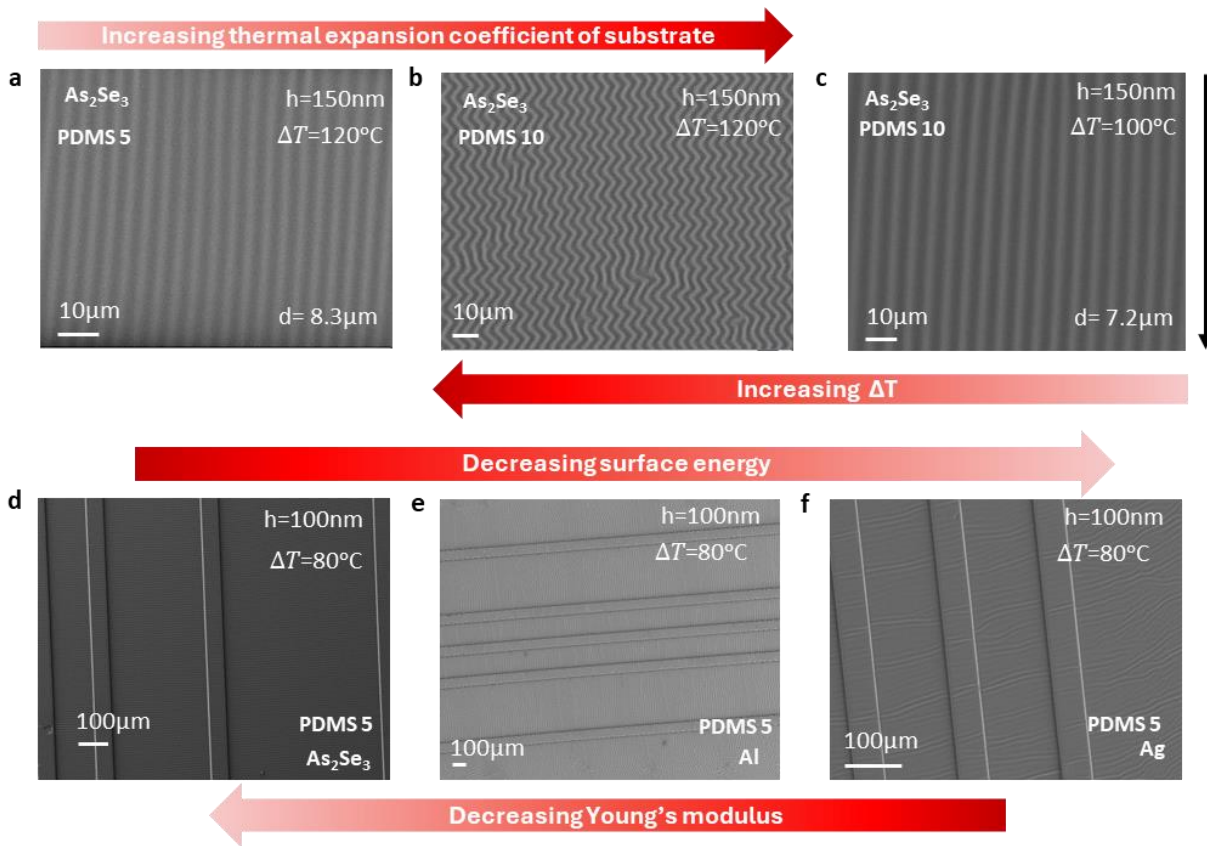 Increasing thermal expansion coefficient of substrate
a
As₂Se₃
PDMS 5
h=150nm
ΔT=120°C
10μm
d= 8.3μm
b
As₂Se₃
PDMS 10
h=150nm
ΔT=120°C
10μm
c
As₂Se₃
PDMS 10
h=150nm
ΔT=100°C
10μm
d= 7.2μm
Increasing ΔT
Decreasing surface energy
d
h=100nm
ΔT=80°C
100μm
PDMS 5
As₂Se₃
e
h=100nm
ΔT=80°C
100μm
PDMS 5
Al
f
h=100nm
ΔT=80°C
100μm
PDMS 5
Ag
Decreasing Young's modulus